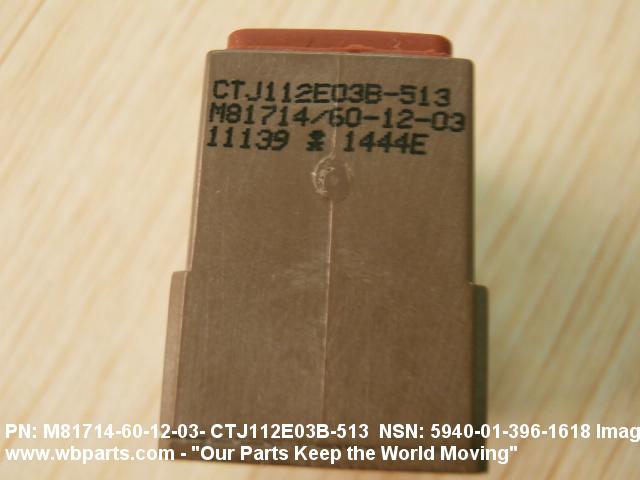 CTJ112E03B-513
M81714/60-12-03
11139 1444E
PN: M81714-60-12-03- CTJ112E03B-513 NSN: 5940-01-396-1618 Imag
www.wbparts.com - "Our Parts Keep the World Moving"